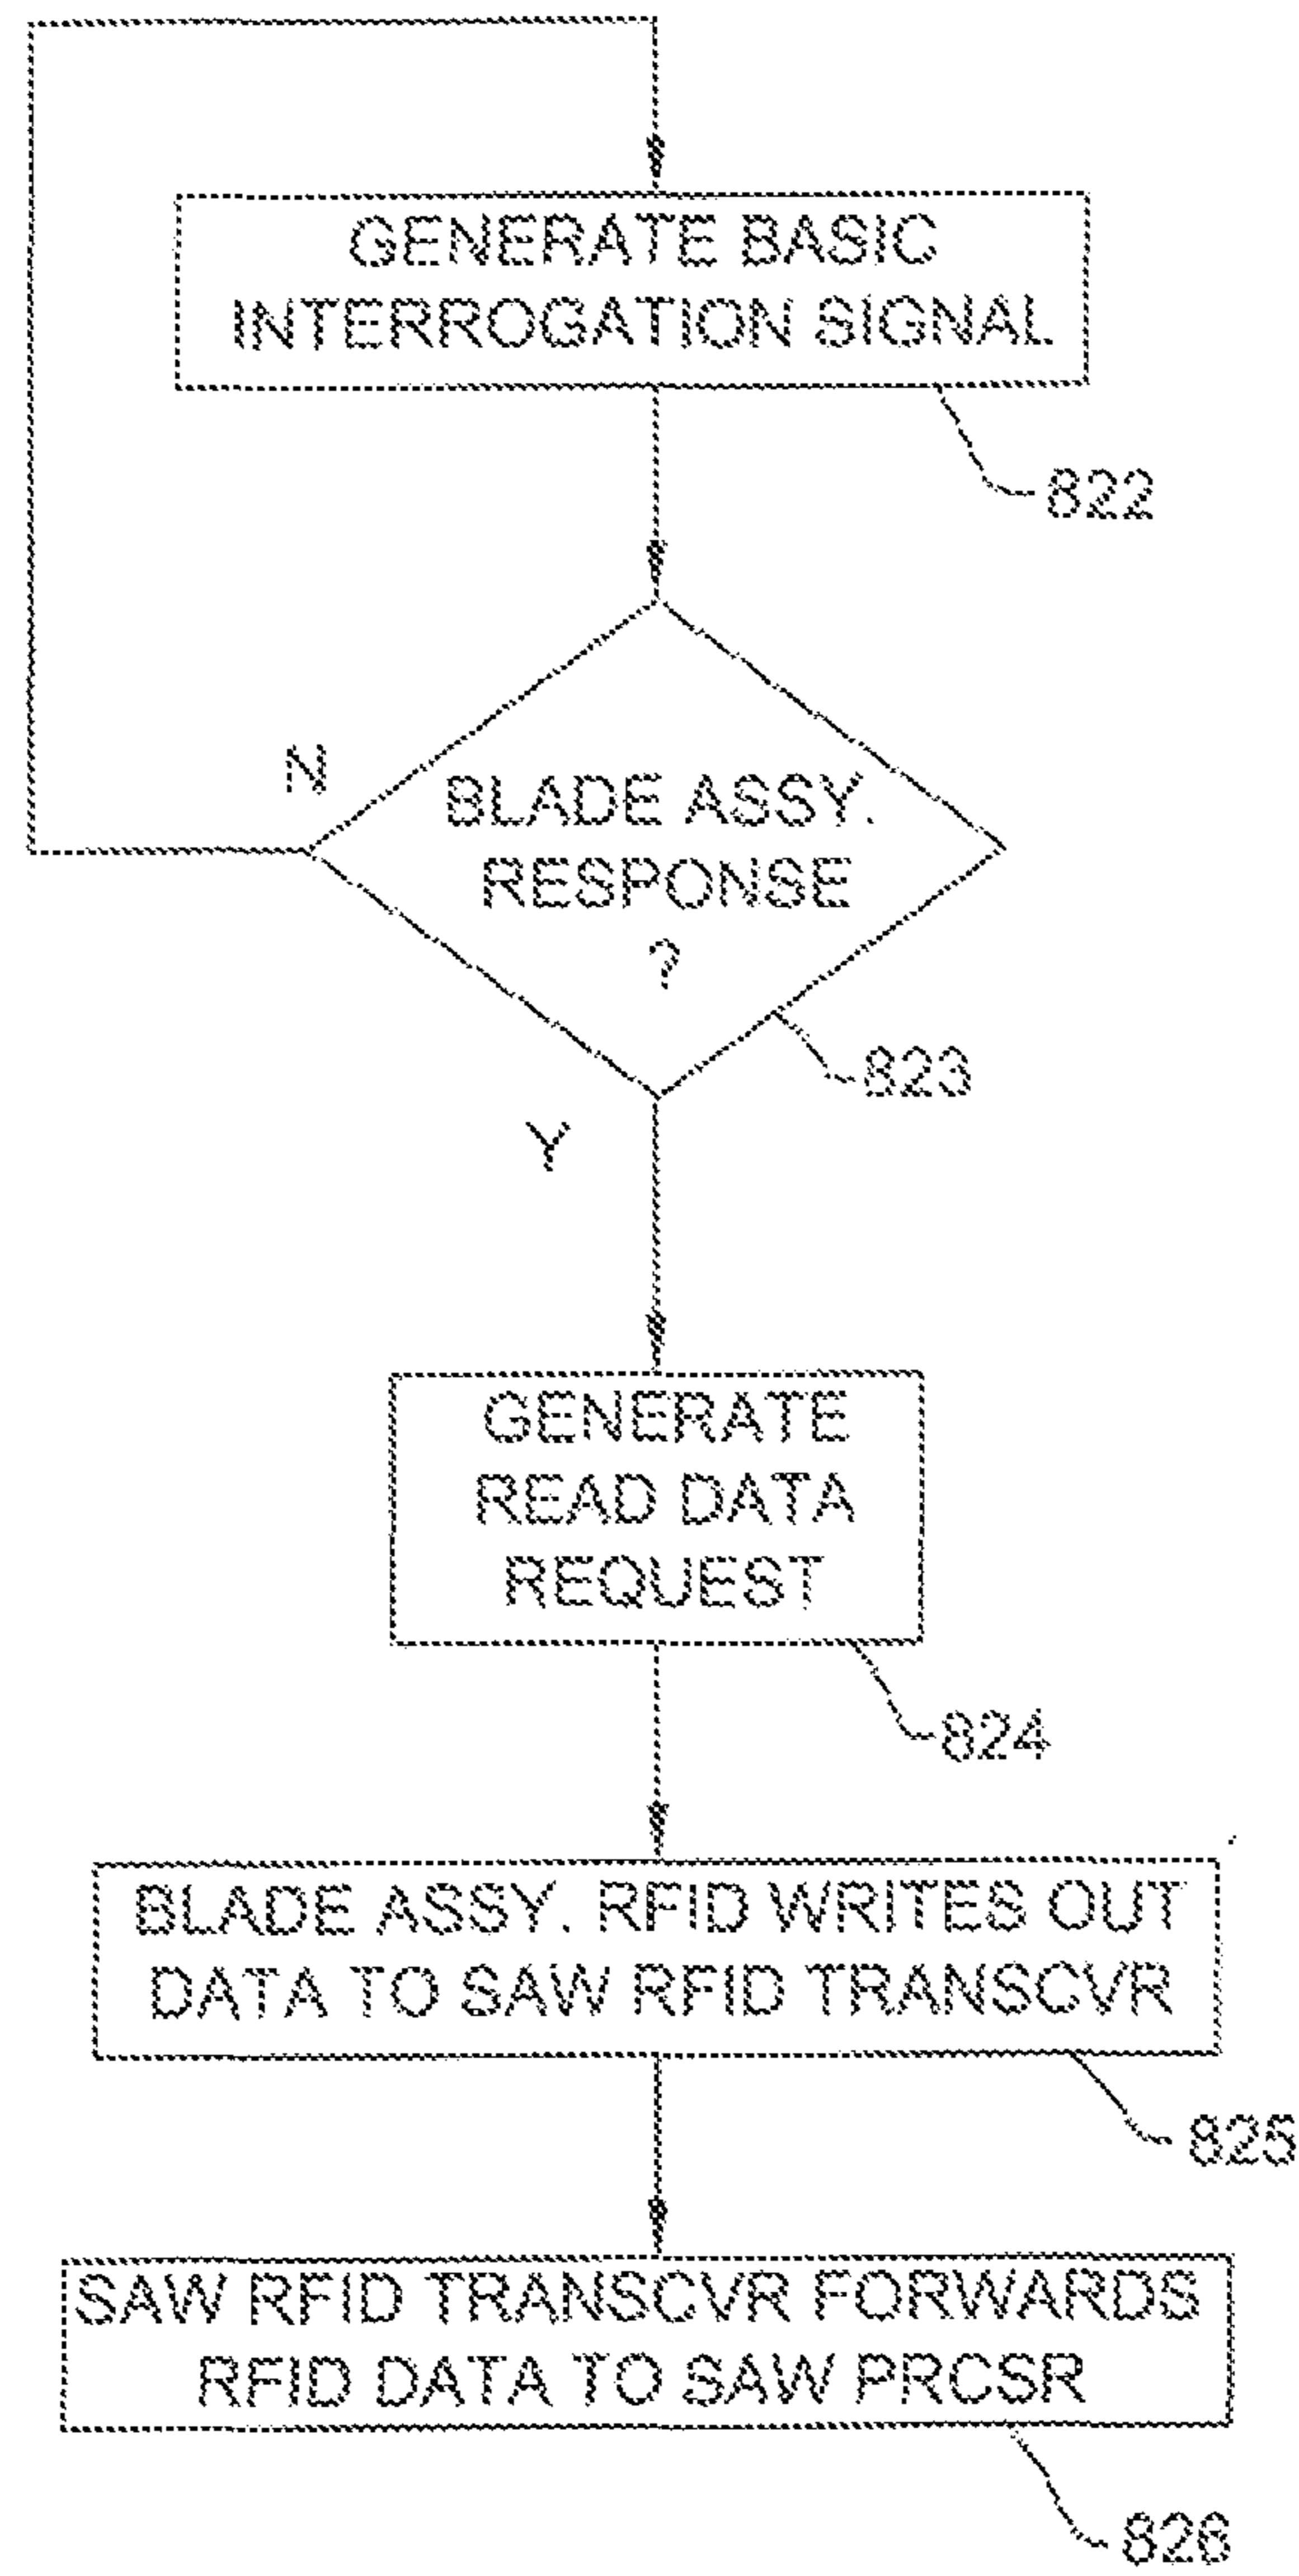 GENERATE BASIC
INTERROGATION SIGNAL
822
N
BLADE ASSY.
RESPONSE
?
823
Y
GENERATE
READ DATA
REQUEST
824
BLADE ASSY. RFID WRITES OUT
DATA TO SAW RFID TRANSCVR
825
SAW RFID TRANSCVR FORWARDS
RFID DATA TO SAW PRCSR
826